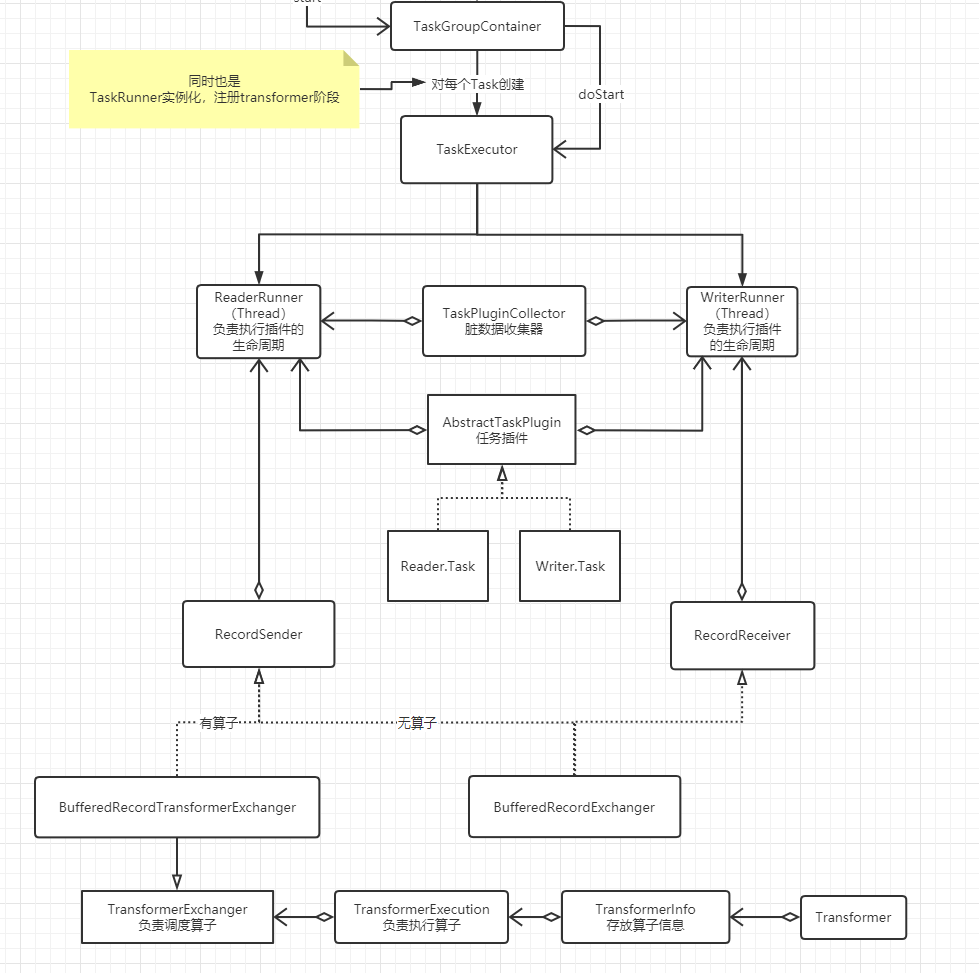 start
TaskGroupContainer
同时也是
TaskRunner实例化，注册transformer阶段
对每个Task创建
doStart
TaskExecutor
ReaderRunner
（Thread）
负责执行插件的
生命周期
TaskPluginCollector
脏数据收集器
WriterRunner
（Thread）
负责执行插件
的生命周期
AbstractTaskPlugin
任务插件
Reader.Task
Writer.Task
RecordSender
RecordReceiver
有算子
无算子
BufferedRecordTransformerExchanger
BufferedRecordExchanger
TransformerExchanger
负责调度算子
TransformerExecution
负责执行算子
TransformerInfo
存放算子信息
Transformer